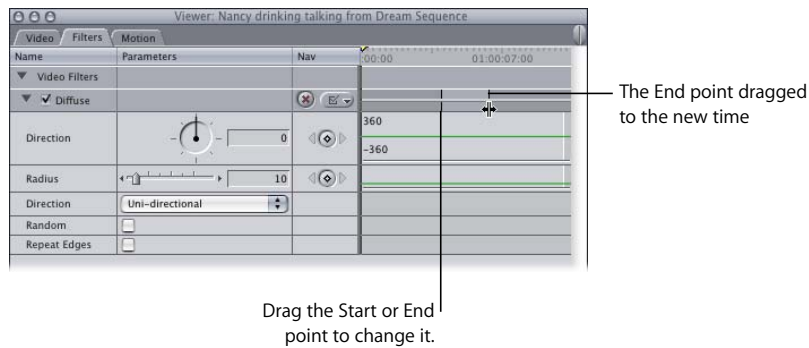 Viewer: Nancy drinking talking from Dream Sequence
Video Filters Motion
Name Parameters Nav :00:00 01:00:07:00
Video Filters
Diffuse
Direction 0 360
-360
Radius 10
Direction Uni-directional
Random
Repeat Edges
The End point dragged
to the new time
Drag the Start or End
point to change it.